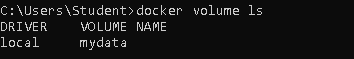 C:\Users\Student>docker volume ls
DRIVER    VOLUME NAME
local     mydata